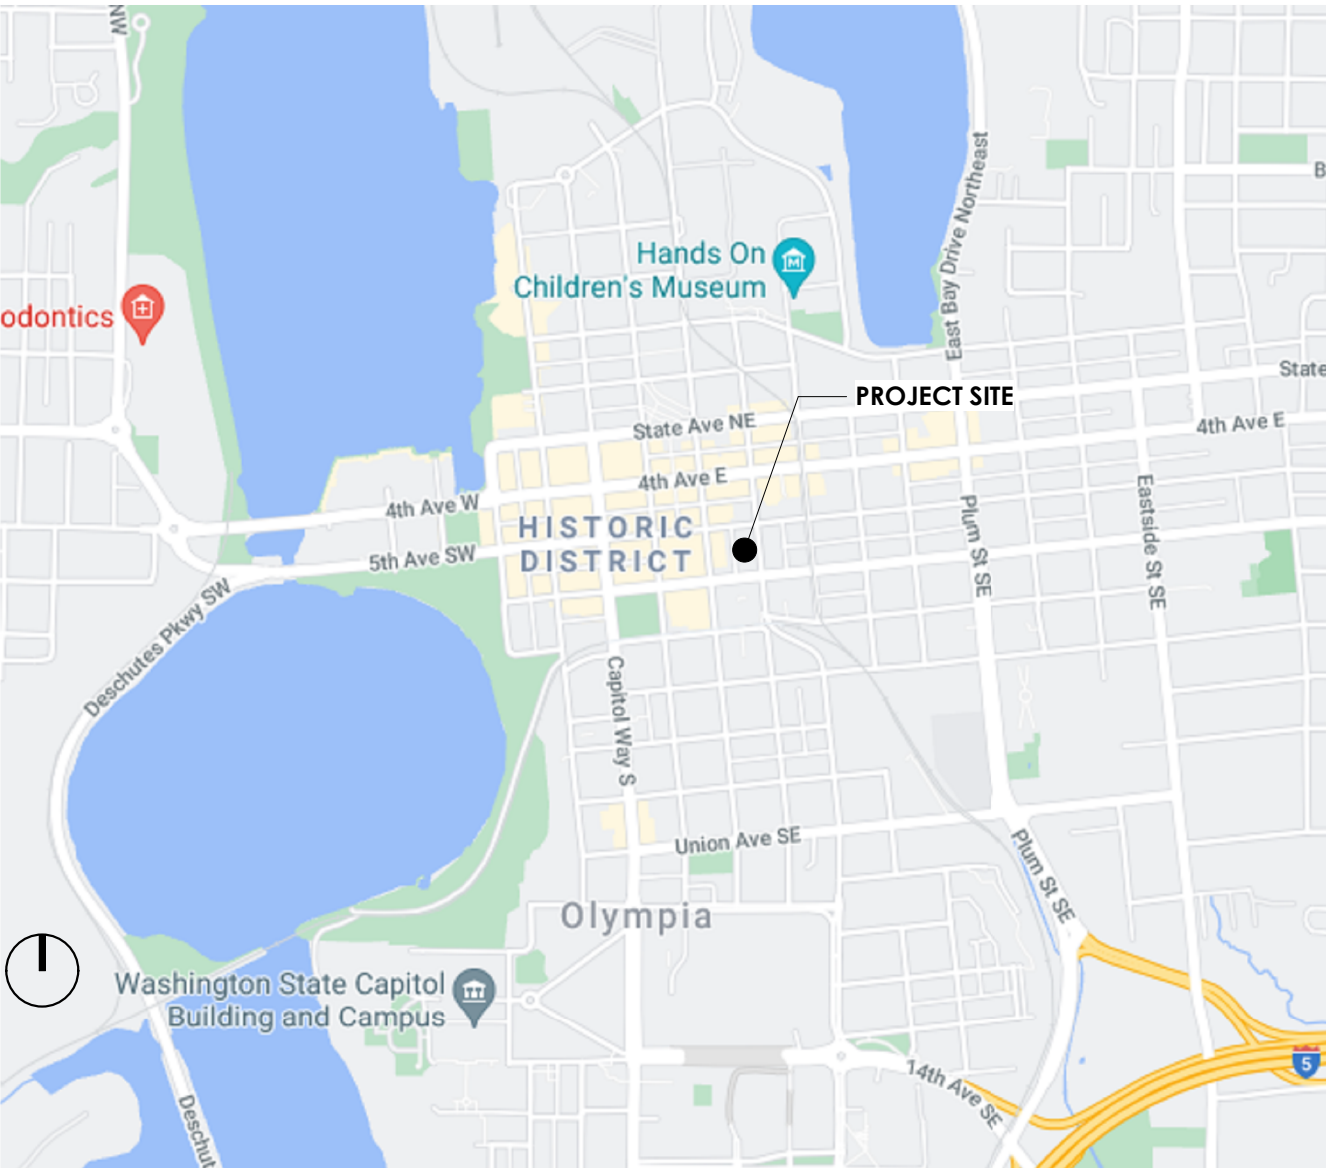 NW
Hands On
Children's Museum
East Bay Drive Northeast
B
odontics
State
PROJECT SITE
State Ave NE
4th Ave E
4th Ave E
4th Ave W
HISTORIC
DISTRICT
5th Ave SW
Plum St SE
Eastside St SE
Deschutes Pkwy SW
Capitol Way S
Union Ave SE
Plum St SE
Olympia
Washington State Capitol
Building and Campus
5
14th Ave SE
Deschut